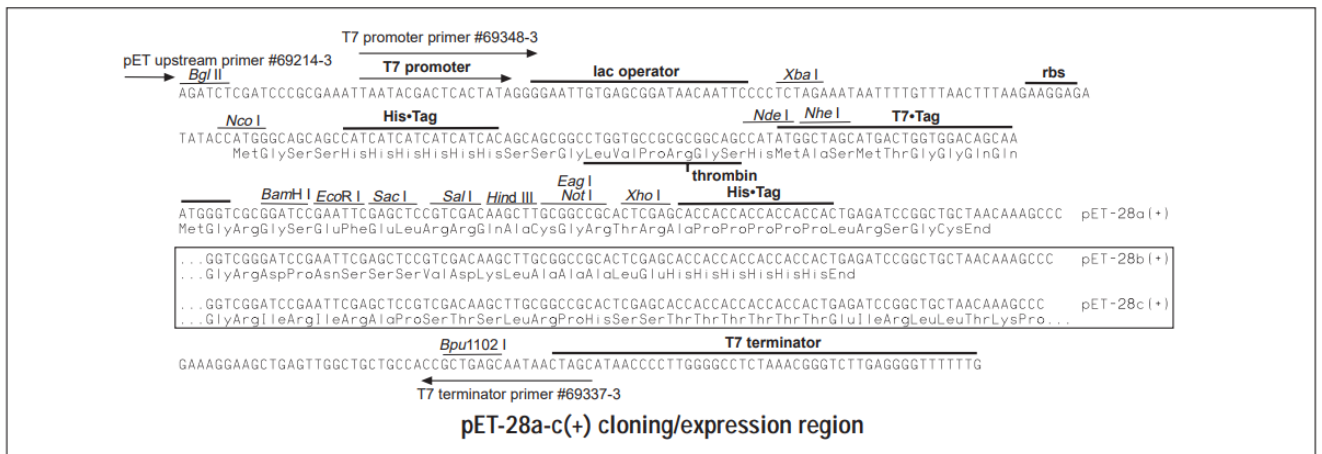 T7 promoter primer #69348-3
pET upstream primer #69214-3
Bgl II
T7 promoter
lac operator
Xba I
rbs
AGATCTCGATCCCGCGAAATTAATACGACTCACTATAGGGGAATTGTGAGCGGATAACAATTCCCCTCTAGAAATAATTTTGTTTAACTTTAAGAAGGAGA
Nco I
His•Tag
Nde I
Nhe I
T7•Tag
TATACCATGGGCAGCAGCCATCATCATCATCATCACAGCAGCGGCCTGGTGCCGCGCGGCAGCCATATGGCTAGCATGACTGGTGGACAGCAA
MetGlySerSerHisHisHisHisHisHisSerSerGlyLeuValProArgGlySerHisMetAlaSerMetThrGlyGlyGlnGln
thrombin
BamH I
EcoR I
Sac I
Sal I
Hind III
Eag I
Not I
Xho I
His•Tag
ATGGGTCGCGGATCCGAATTCGAGCTCCGTCGACAAGCTTGCGGCCGCACTCGAGCACCACCACCACCACCACTGAGATCCGGCTGCTAACAAAGCCC pET-28a(+)
MetGlyArgGlySerGluPheGluLeuArgArgGlnAlaCysGlyArgThrArgAlaProProProProProLeuArgSerGlyCysEnd
...GGTCGGGATCCGAATTCGAGCTCCGTCGACAAGCTTGCGGCCGCACTCGAGCACCACCACCACCACCACTGAGATCCGGCTGCTAACAAAGCCC pET-28b(+)
...GlyArgAspProAsnSerSerSerValAspLysLeuAlaAlaAlaLeuGluHisHisHisHisHisHisEnd
...GGTCGGATCCGAATTCGAGCTCCGTCGACAAGCTTGCGGCCGCACTCGAGCACCACCACCACCACCACTGAGATCCGGCTGCTAACAAAGCCC pET-28c(+)
...GlyArgIleArgIleArgAlaProSerThrSerLeuArgProHisSerSerThrThrThrThrThrThrGluIleArgLeuLeuThrLysPro...
Bpu1102 I
T7 terminator
GAAAGGAAGCTGAGTTGGCTGCTGCCACCGCTGAGCAATAACTAGCATAACCCCTTGGGGCCTCTAAACGGGTCTTGAGGGGTTTTTTG
T7 terminator primer #69337-3
pET-28a-c(+) cloning/expression region